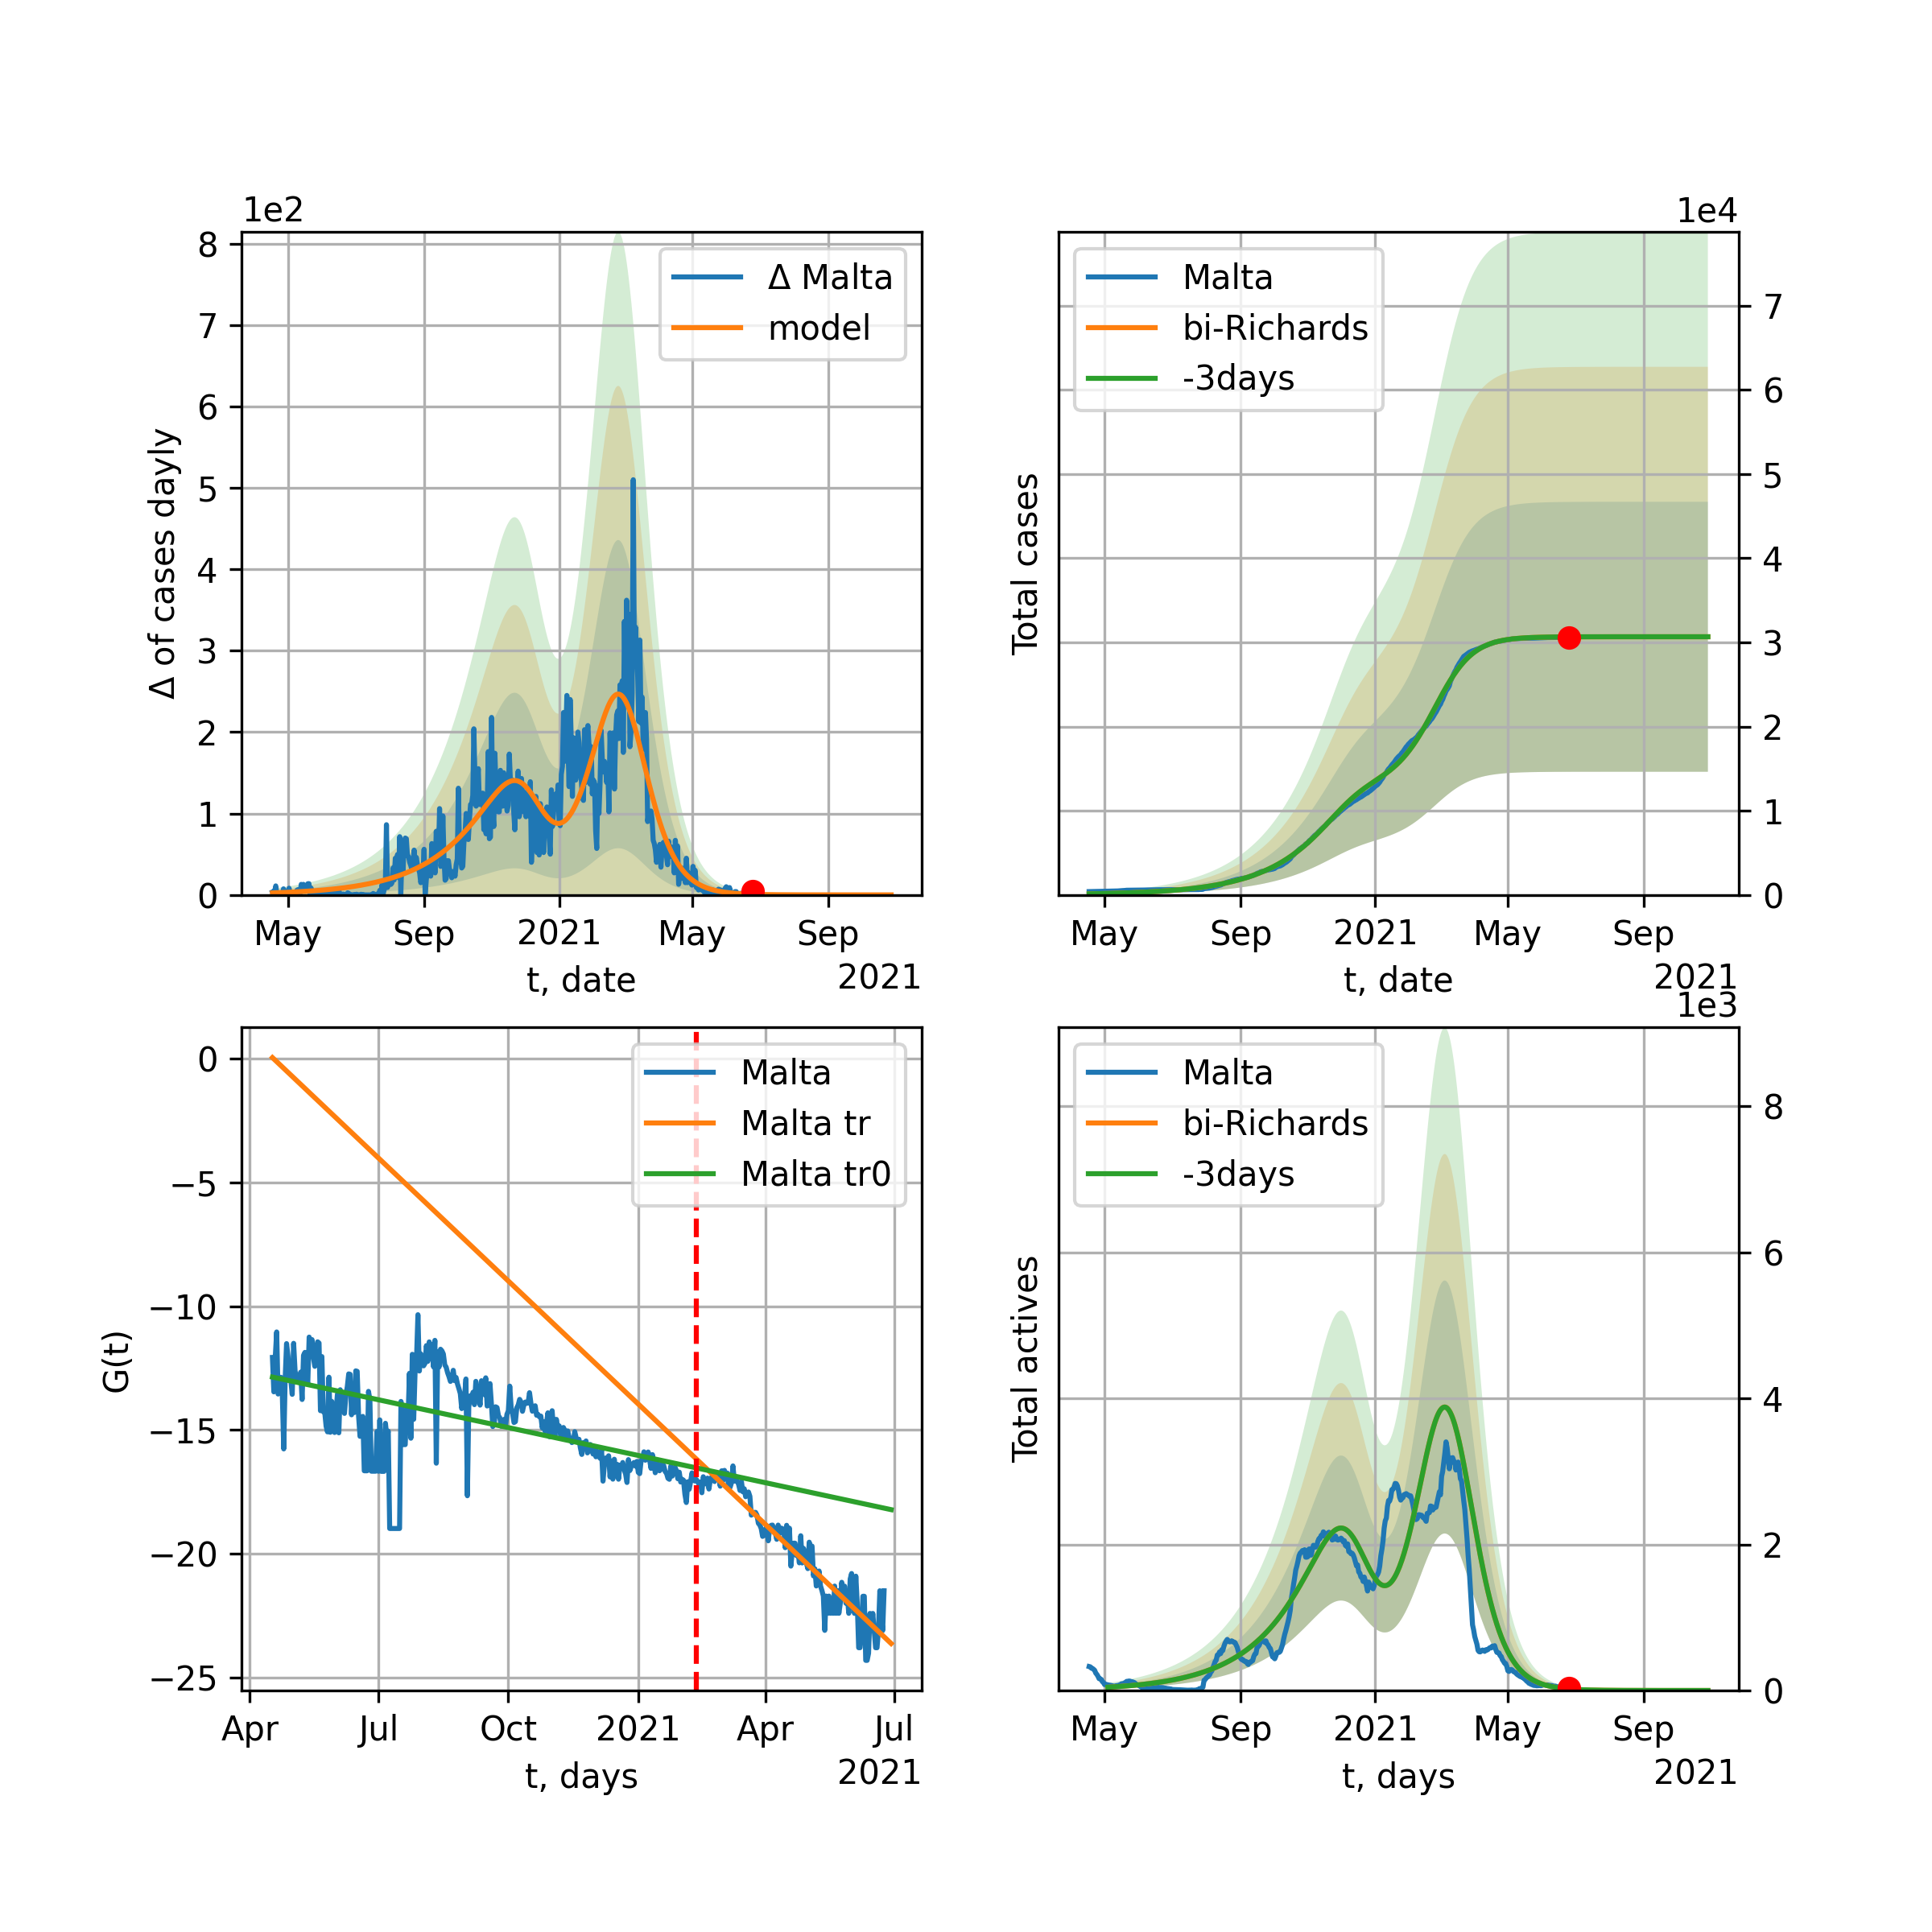 1e2
8
7
6
5
4
3
2
1
0
Δ of cases dayly
Δ Malta
model
May Sep 2021 May Sep
t, date
2021
1e4
Total cases
Malta
bi-Richards
-3days
7
6
5
4
3
2
1
0
May Sep 2021 May Sep
t, date
2021
0
−5
−10
−15
−20
−25
G(t)
Malta
Malta tr
Malta tr0
Apr Jul Oct 2021 Apr Jul
t, days
2021
1e3
Total actives
Malta
bi-Richards
-3days
8
6
4
2
0
May Sep 2021 May Sep
t, days
2021